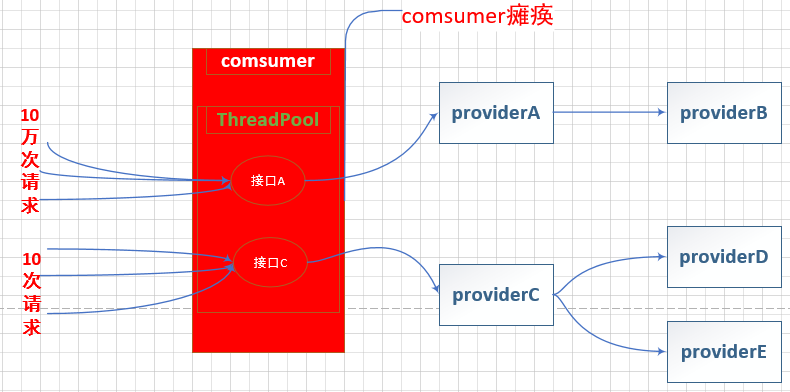 comsumer瘫痪
comsumer
ThreadPool
10
万
次
请
求
接口A
providerA
providerB
10
次
请
求
接口C
providerC
providerD
providerE